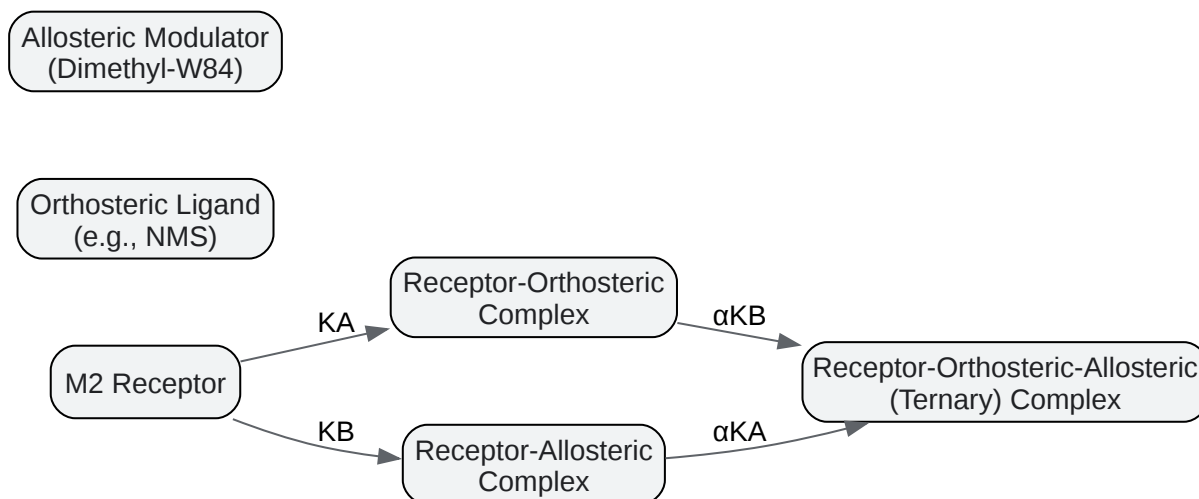 Allosteric Modulator
(Dimethyl-W84)
Orthosteric Ligand
(e.g., NMS)
Receptor-Orthosteric
Complex
KA
αKB
M2 Receptor
Receptor-Orthosteric-Allosteric
(Ternary) Complex
KB
αKA
Receptor-Allosteric
Complex